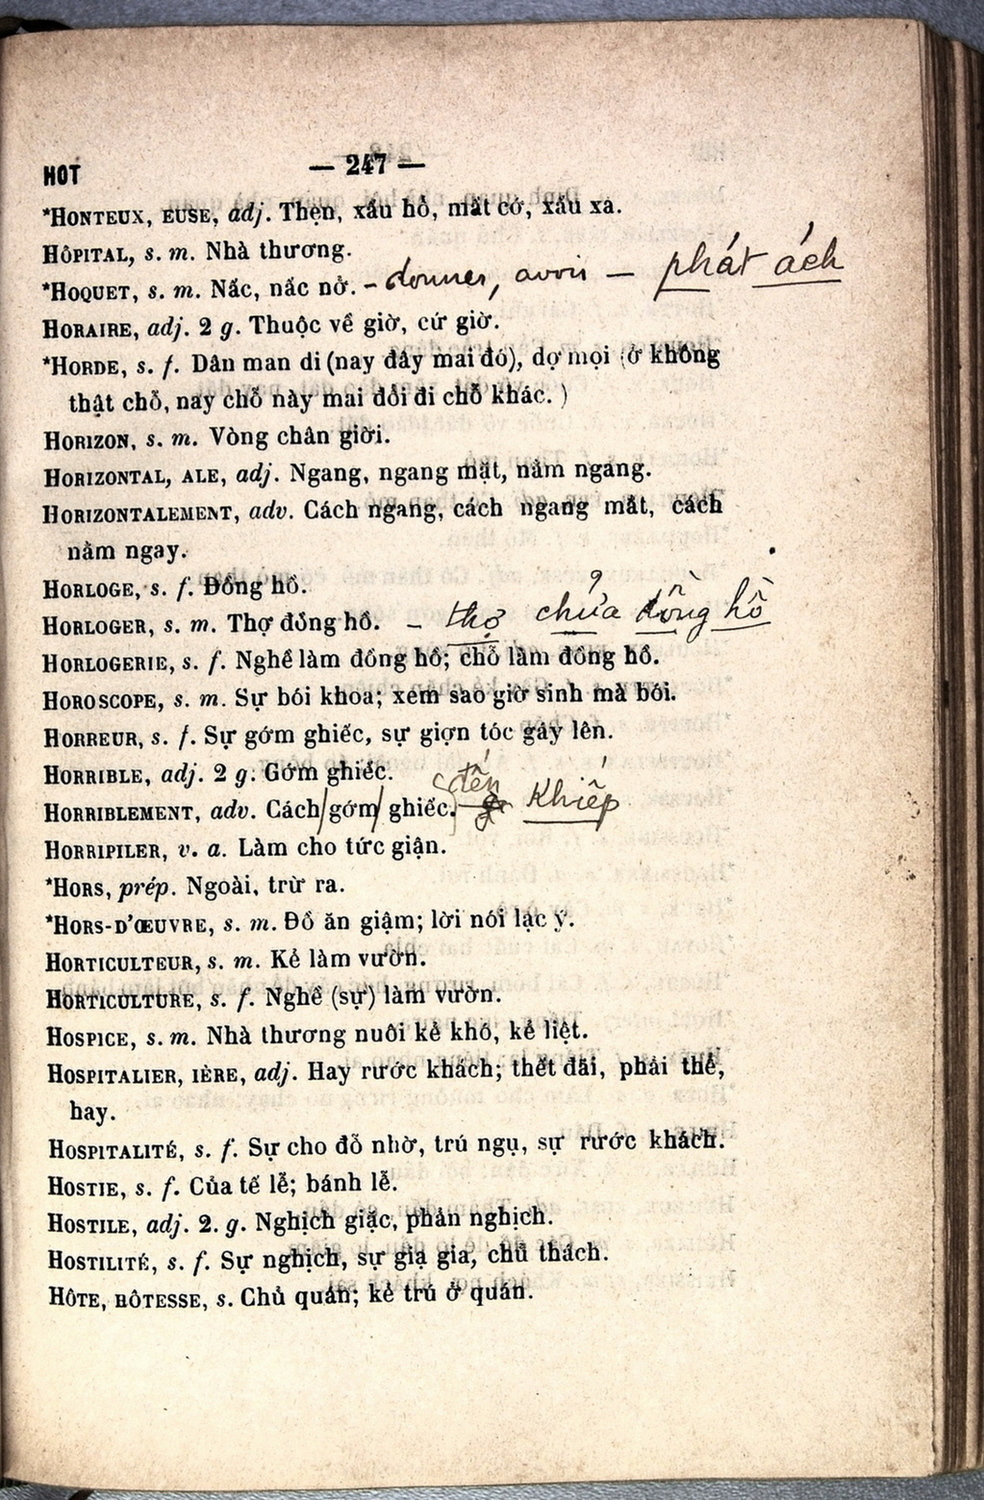 HOT — 247 —
*HONTEUX, EUSE, adj. Thẹn, xấu hổ, mắt cở, xấu xa.
HÔPITAL, s. m. Nhà thương.
*HOQUET, s. m. Nấc, nấc nở. - donner, avoir — phát ách
HORAIRE, adj. 2 g. Thuộc về giờ, cứ giờ.
*HORDE, s. f. Dân man di (nay đây mai đó), dợ mọi (ở không
thật chỗ, nay chỗ này mai đổi đi chỗ khác.)
HORIZON, s. m. Vòng chân giời.
HORIZONTAL, ALE, adj. Ngang, ngang mặt, nằm ngang.
HORIZONTALEMENT, adv. Cách ngang, cách ngang mắt, cách
nằm ngay.
HORLOGE, s. f. Đồng hồ.
HORLOGER, s. m. Thợ đồng hồ. - thợ chửa đồng hồ
HORLOGERIE, s. f. Nghề làm đồng hồ; chỗ làm đồng hồ.
HOROSCOPE, s. m. Sự bói khoa; xem sao giờ sinh mà bói.
HORREUR, s. f. Sự gớm ghiếc, sự giợn tóc gáy lên.
HORRIBLE, adj. 2 g. Gớm ghiếc.
HORRIBLEMENT, adv. Cách gớm ghiếc. đến khiếp
HORRIPILER, v. a. Làm cho tức giận.
*HORS, prép. Ngoài, trừ ra.
*HORS-D'ŒUVRE, s. m. Đồ ăn giậm; lời nói lạc ý.
HORTICULTEUR, s. m. Kẻ làm vườn.
HORTICULTURE, s. f. Nghề (sự) làm vườn.
HOSPICE, s. m. Nhà thương nuôi kẻ khó, kẻ liệt.
HOSPITALIER, IÈRE, adj. Hay rước khách; thết đãi, phải thể,
hay.
HOSPITALITÉ, s. f. Sự cho đỗ nhờ, trú ngụ, sự rước khách.
HOSTIE, s. f. Của tế lễ; bánh lễ.
HOSTILE, adj. 2. g. Nghịch giặc, phản nghịch.
HOSTILITÉ, s. f. Sự nghịch, sự giạ gia, chủ thách.
HÔTE, HÔTESSE, s. Chủ quán; kẻ trú ở quán.